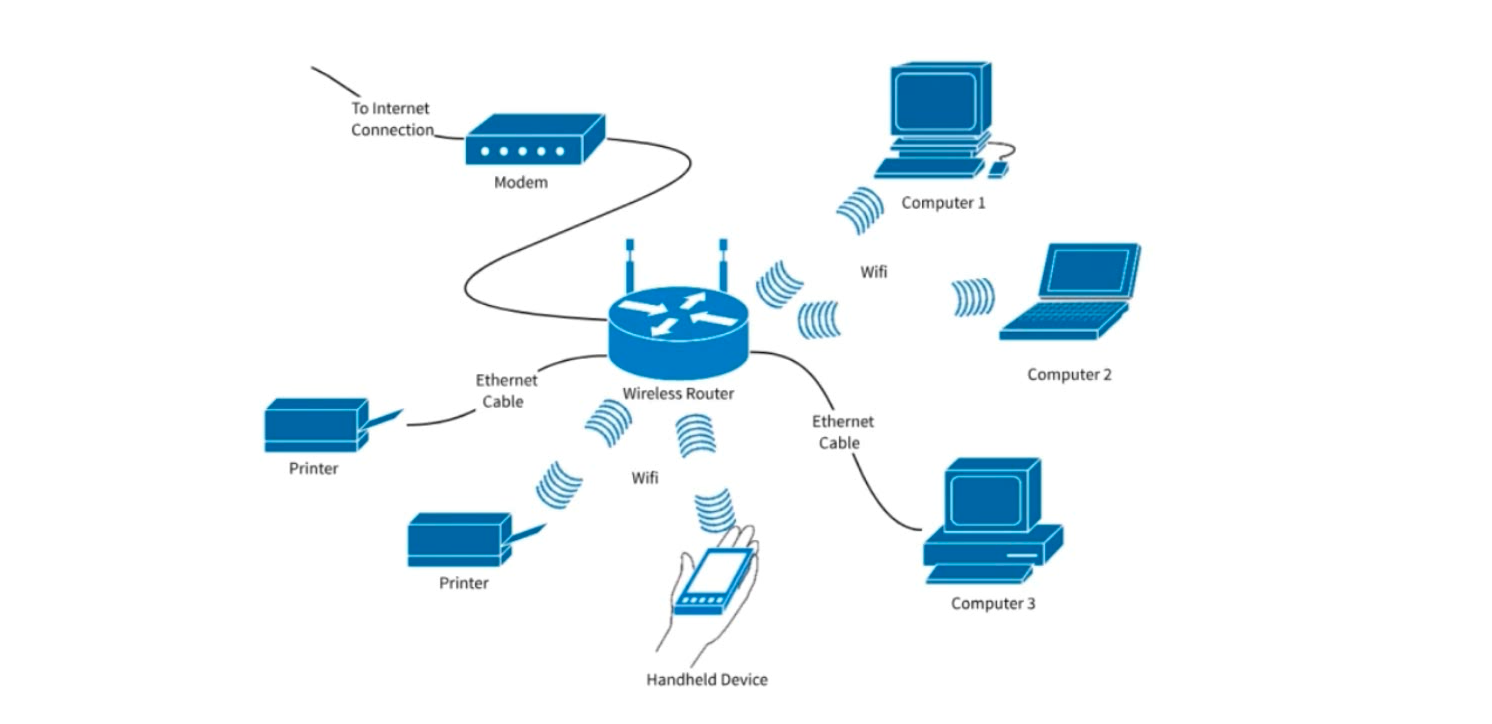 To Internet
Connection
Modem
Computer 1
Wifi
Computer 2
Wireless Router
Ethernet
Cable
Printer
Ethernet
Cable
Wifi
Printer
Computer 3
Handheld Device